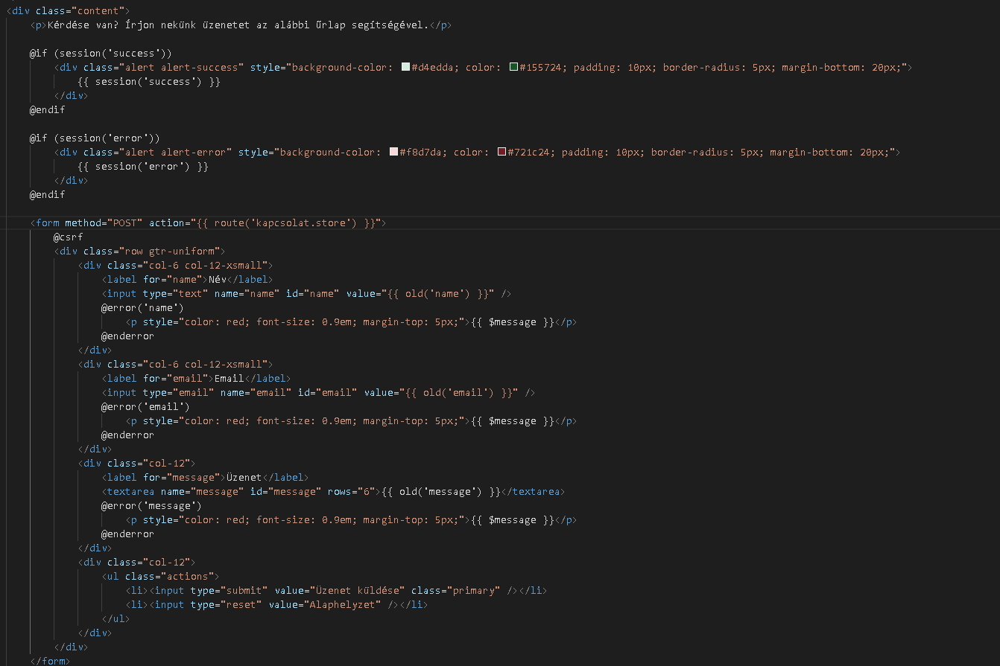 <div class="content">
<p>Kérdése van? Írjon nekünk üzenetet az alábbi űrlap segítségével.</p>
@if (session('success'))
<div class="alert alert-success" style="background-color: #d4edda; color: #155724; padding: 10px; border-radius: 5px; margin-bottom: 20px;">
{{ session('success') }}
</div>
@endif
@if (session('error'))
<div class="alert alert-error" style="background-color: #f8d7da; color: #721c24; padding: 10px; border-radius: 5px; margin-bottom: 20px;">
{{ session('error') }}
</div>
@endif
<form method="POST" action="{{ route('kapcsolat.store') }}">
@csrf
<div class="row gtr-uniform">
<div class="col-6 col-12-xsmall">
<label for="name">Név</label>
<input type="text" name="name" id="name" value="{{ old('name') }}" />
@error('name')
<p style="color: red; font-size: 0.9em; margin-top: 5px;">{{ $message }}</p>
@enderror
</div>
<div class="col-6 col-12-xsmall">
<label for="email">Email</label>
<input type="email" name="email" id="email" value="{{ old('email') }}" />
@error('email')
<p style="color: red; font-size: 0.9em; margin-top: 5px;">{{ $message }}</p>
@enderror
</div>
<div class="col-12">
<label for="message">Üzenet</label>
<textarea name="message" id="message" rows="6">{{ old('message') }}</textarea>
@error('message')
<p style="color: red; font-size: 0.9em; margin-top: 5px;">{{ $message }}</p>
@enderror
</div>
<div class="col-12">
<ul class="actions">
<li><input type="submit" value="Üzenet küldése" class="primary" /></li>
<li><input type="reset" value="Alaphelyzet" /></li>
</ul>
</div>
</div>
</form>